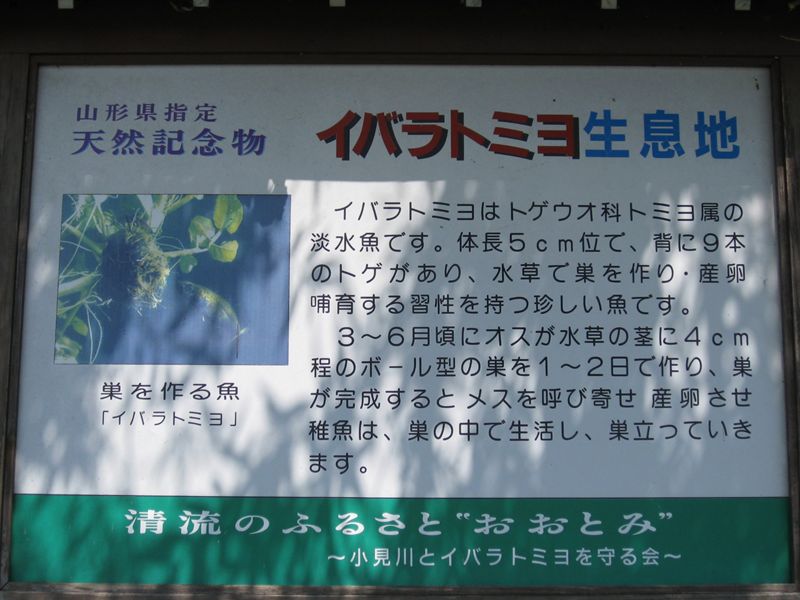 山形県指定
天然記念物
イバラトミヨ生息地
イバラトミヨはトゲウオ科トミヨ属の
淡水魚です。体長5cm位で、背に9本
のトゲがあり、水草で巣を作り・産卵
哺育する習性を持つ珍しい魚です。
3〜6月頃にオスが水草の茎に4cm
程のボール型の巣を1〜2日で作り、巣
が完成すると メスを呼び寄せ 産卵させ
稚魚は、巣の中で生活し、巣立っていき
ます。
巣を作る魚
「イバラトミヨ」
清流のふるさと"おおとみ"
〜小見川とイバラトミヨを守る会〜